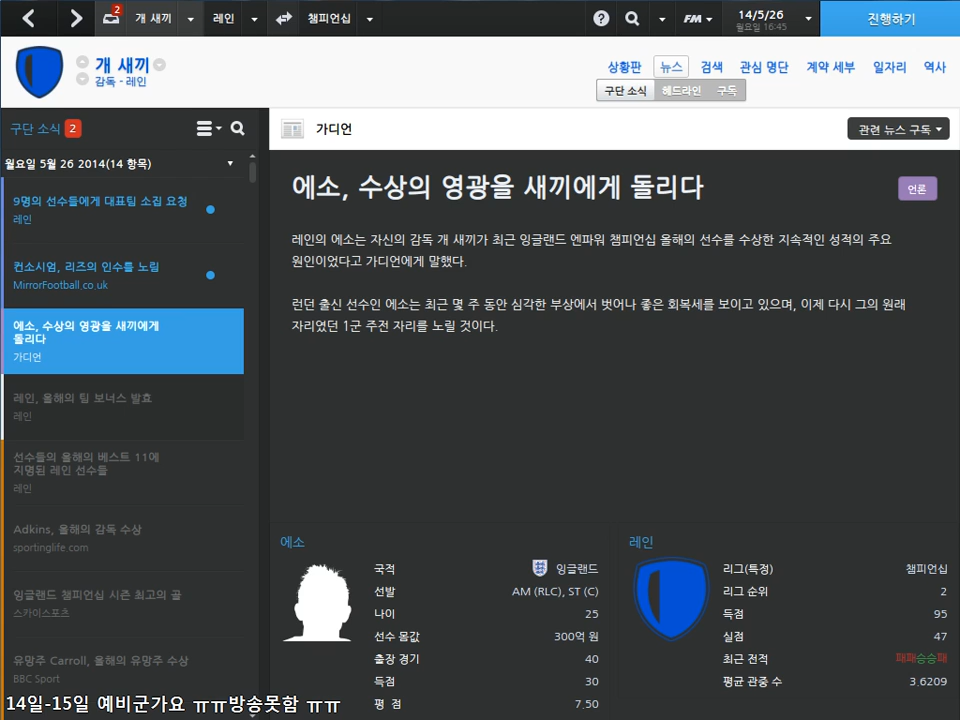 2
개 새끼 레인 챔피언십 FM 14/5/26 진행하기
월요일 16:45
개 새끼
감독 - 레인
상황판 뉴스 검색 관심 명단 계약 세부 일자리 역사
구단 소식 헤드라인 구독
구단 소식 2
가디언 관련 뉴스 구독
월요일 5월 26 2014(14 항목)
9명의 선수들에게 대표팀 소집 요청
레인
컨소시엄, 리즈의 인수를 노림
MirrorFootball.co.uk
에소, 수상의 영광을 새끼에게
돌리다
가디언
레인, 올해의 팀 보너스 발효
레인
선수들의 올해의 베스트 11에
지명된 레인 선수들
레인
Adkins, 올해의 감독 수상
sportinglife.com
잉글랜드 챔피언십 시즌 최고의 골
스카이스포츠
유망주 Carroll, 올해의 유망주 수상
BBC Sport
에소, 수상의 영광을 새끼에게 돌리다
언론
레인의 에소는 자신의 감독 개 새끼가 최근 잉글랜드 엔파워 챔피언십 올해의 선수를 수상한 지속적인 성적의 주요
원인이었다고 가디언에게 말했다.
런던 출신 선수인 에소는 최근 몇 주 동안 심각한 부상에서 벗어나 좋은 회복세를 보이고 있으며, 이제 다시 그의 원래
자리였던 1군 주전 자리를 노릴 것이다.
에소
국적 잉글랜드
선발 AM (RLC), ST (C)
나이 25
선수 몸값 300억 원
출장 경기 40
득점 30
평 점 7.50
레인
리그(특정) 챔피언십
리그 순위 2
득점 95
실점 47
최근 전적 패패승승패
평균 관중 수 3,6209
14일-15일 예비군가요 ㅠㅠ방송못함 ㅠㅠ